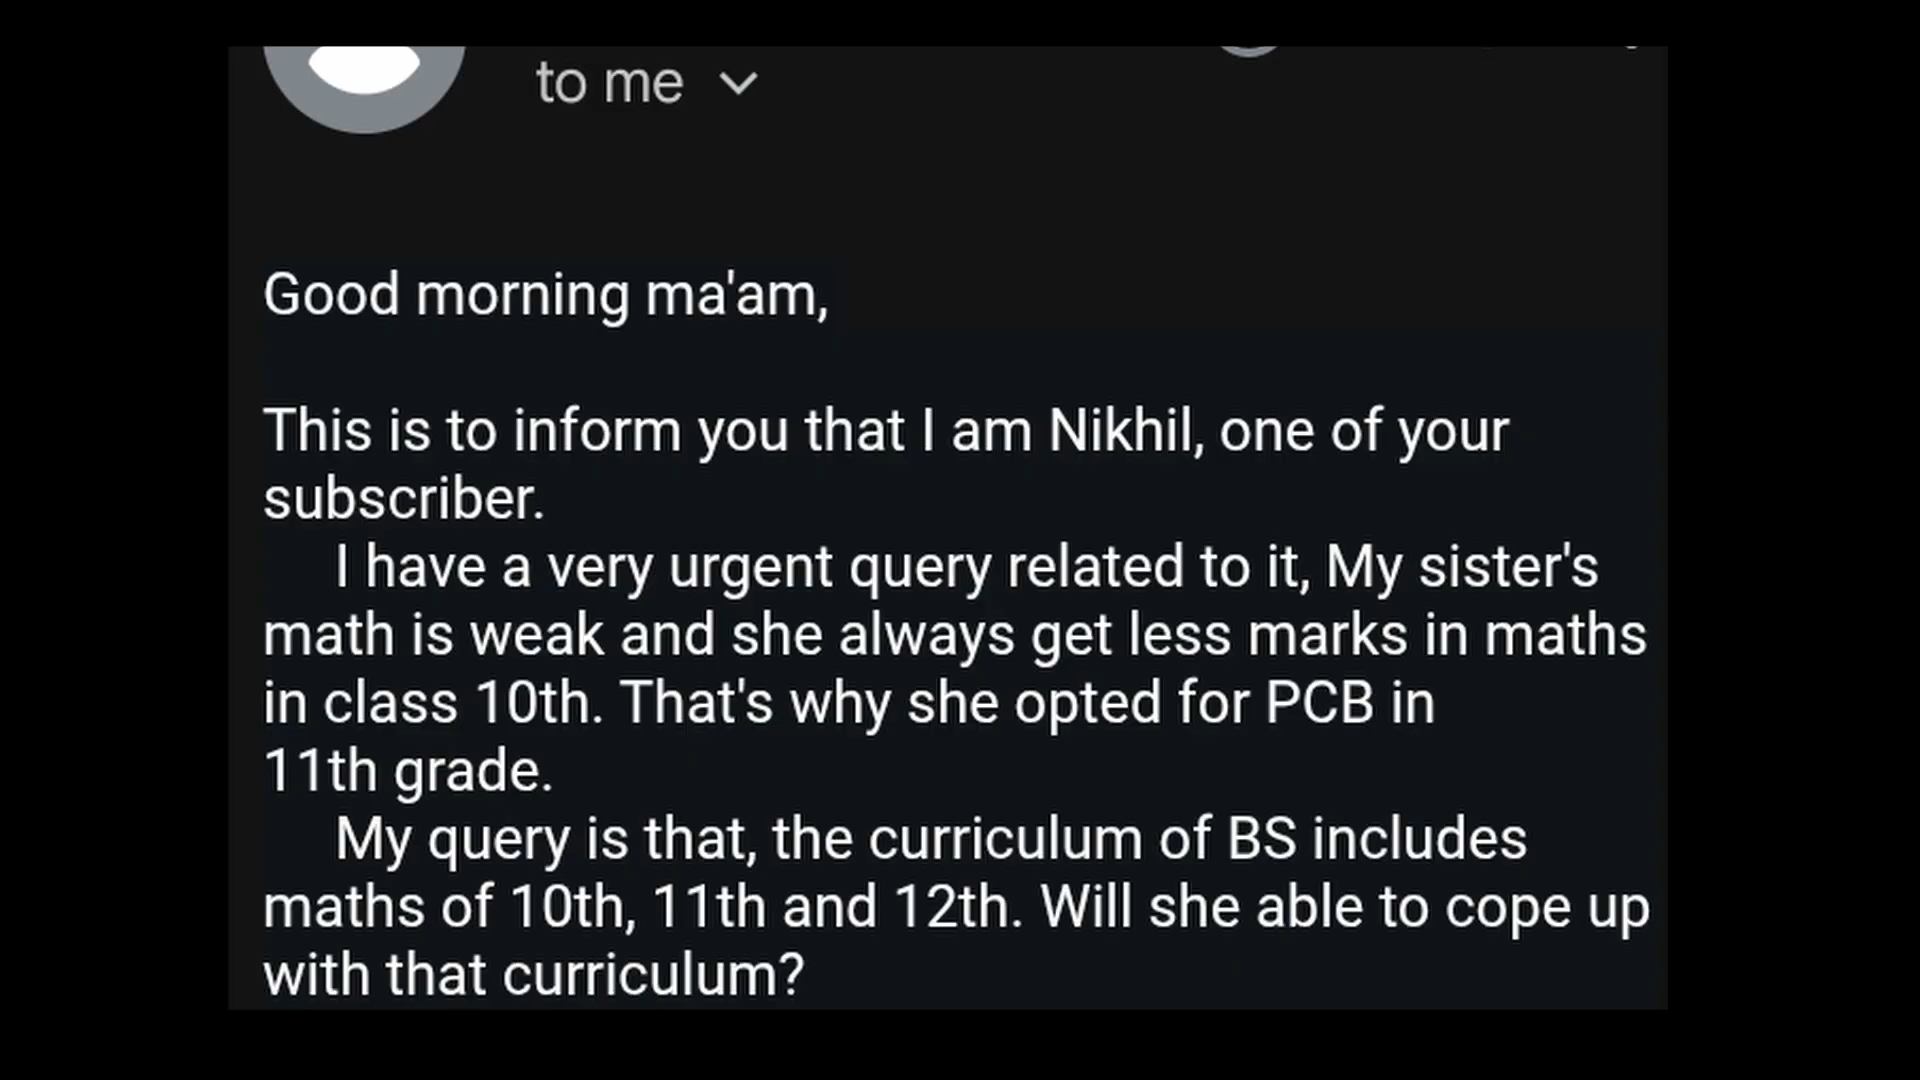 to me
Good morning ma'am,
This is to inform you that I am Nikhil, one of your
subscriber.
I have a very urgent query related to it, My sister's
math is weak and she always get less marks in maths
in class 10th. That's why she opted for PCB in
11th grade.
My query is that, the curriculum of BS includes
maths of 10th, 11th and 12th. Will she able to cope up
with that curriculum?